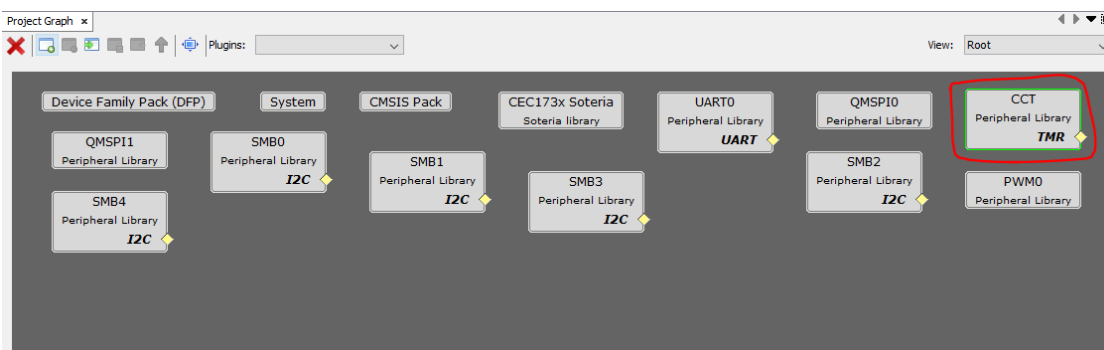 Project Graph
Plugins:
View: Root
Device Family Pack (DFP)
System
CMSIS Pack
CEC173x Soteria
Soteria library
UART0
Peripheral Library
UART
QMSPI0
Peripheral Library
CCT
Peripheral Library
TMR
QMSPI1
Peripheral Library
SMB0
Peripheral Library
I2C
SMB1
Peripheral Library
I2C
SMB3
Peripheral Library
I2C
SMB2
Peripheral Library
I2C
PWM0
Peripheral Library
SMB4
Peripheral Library
I2C